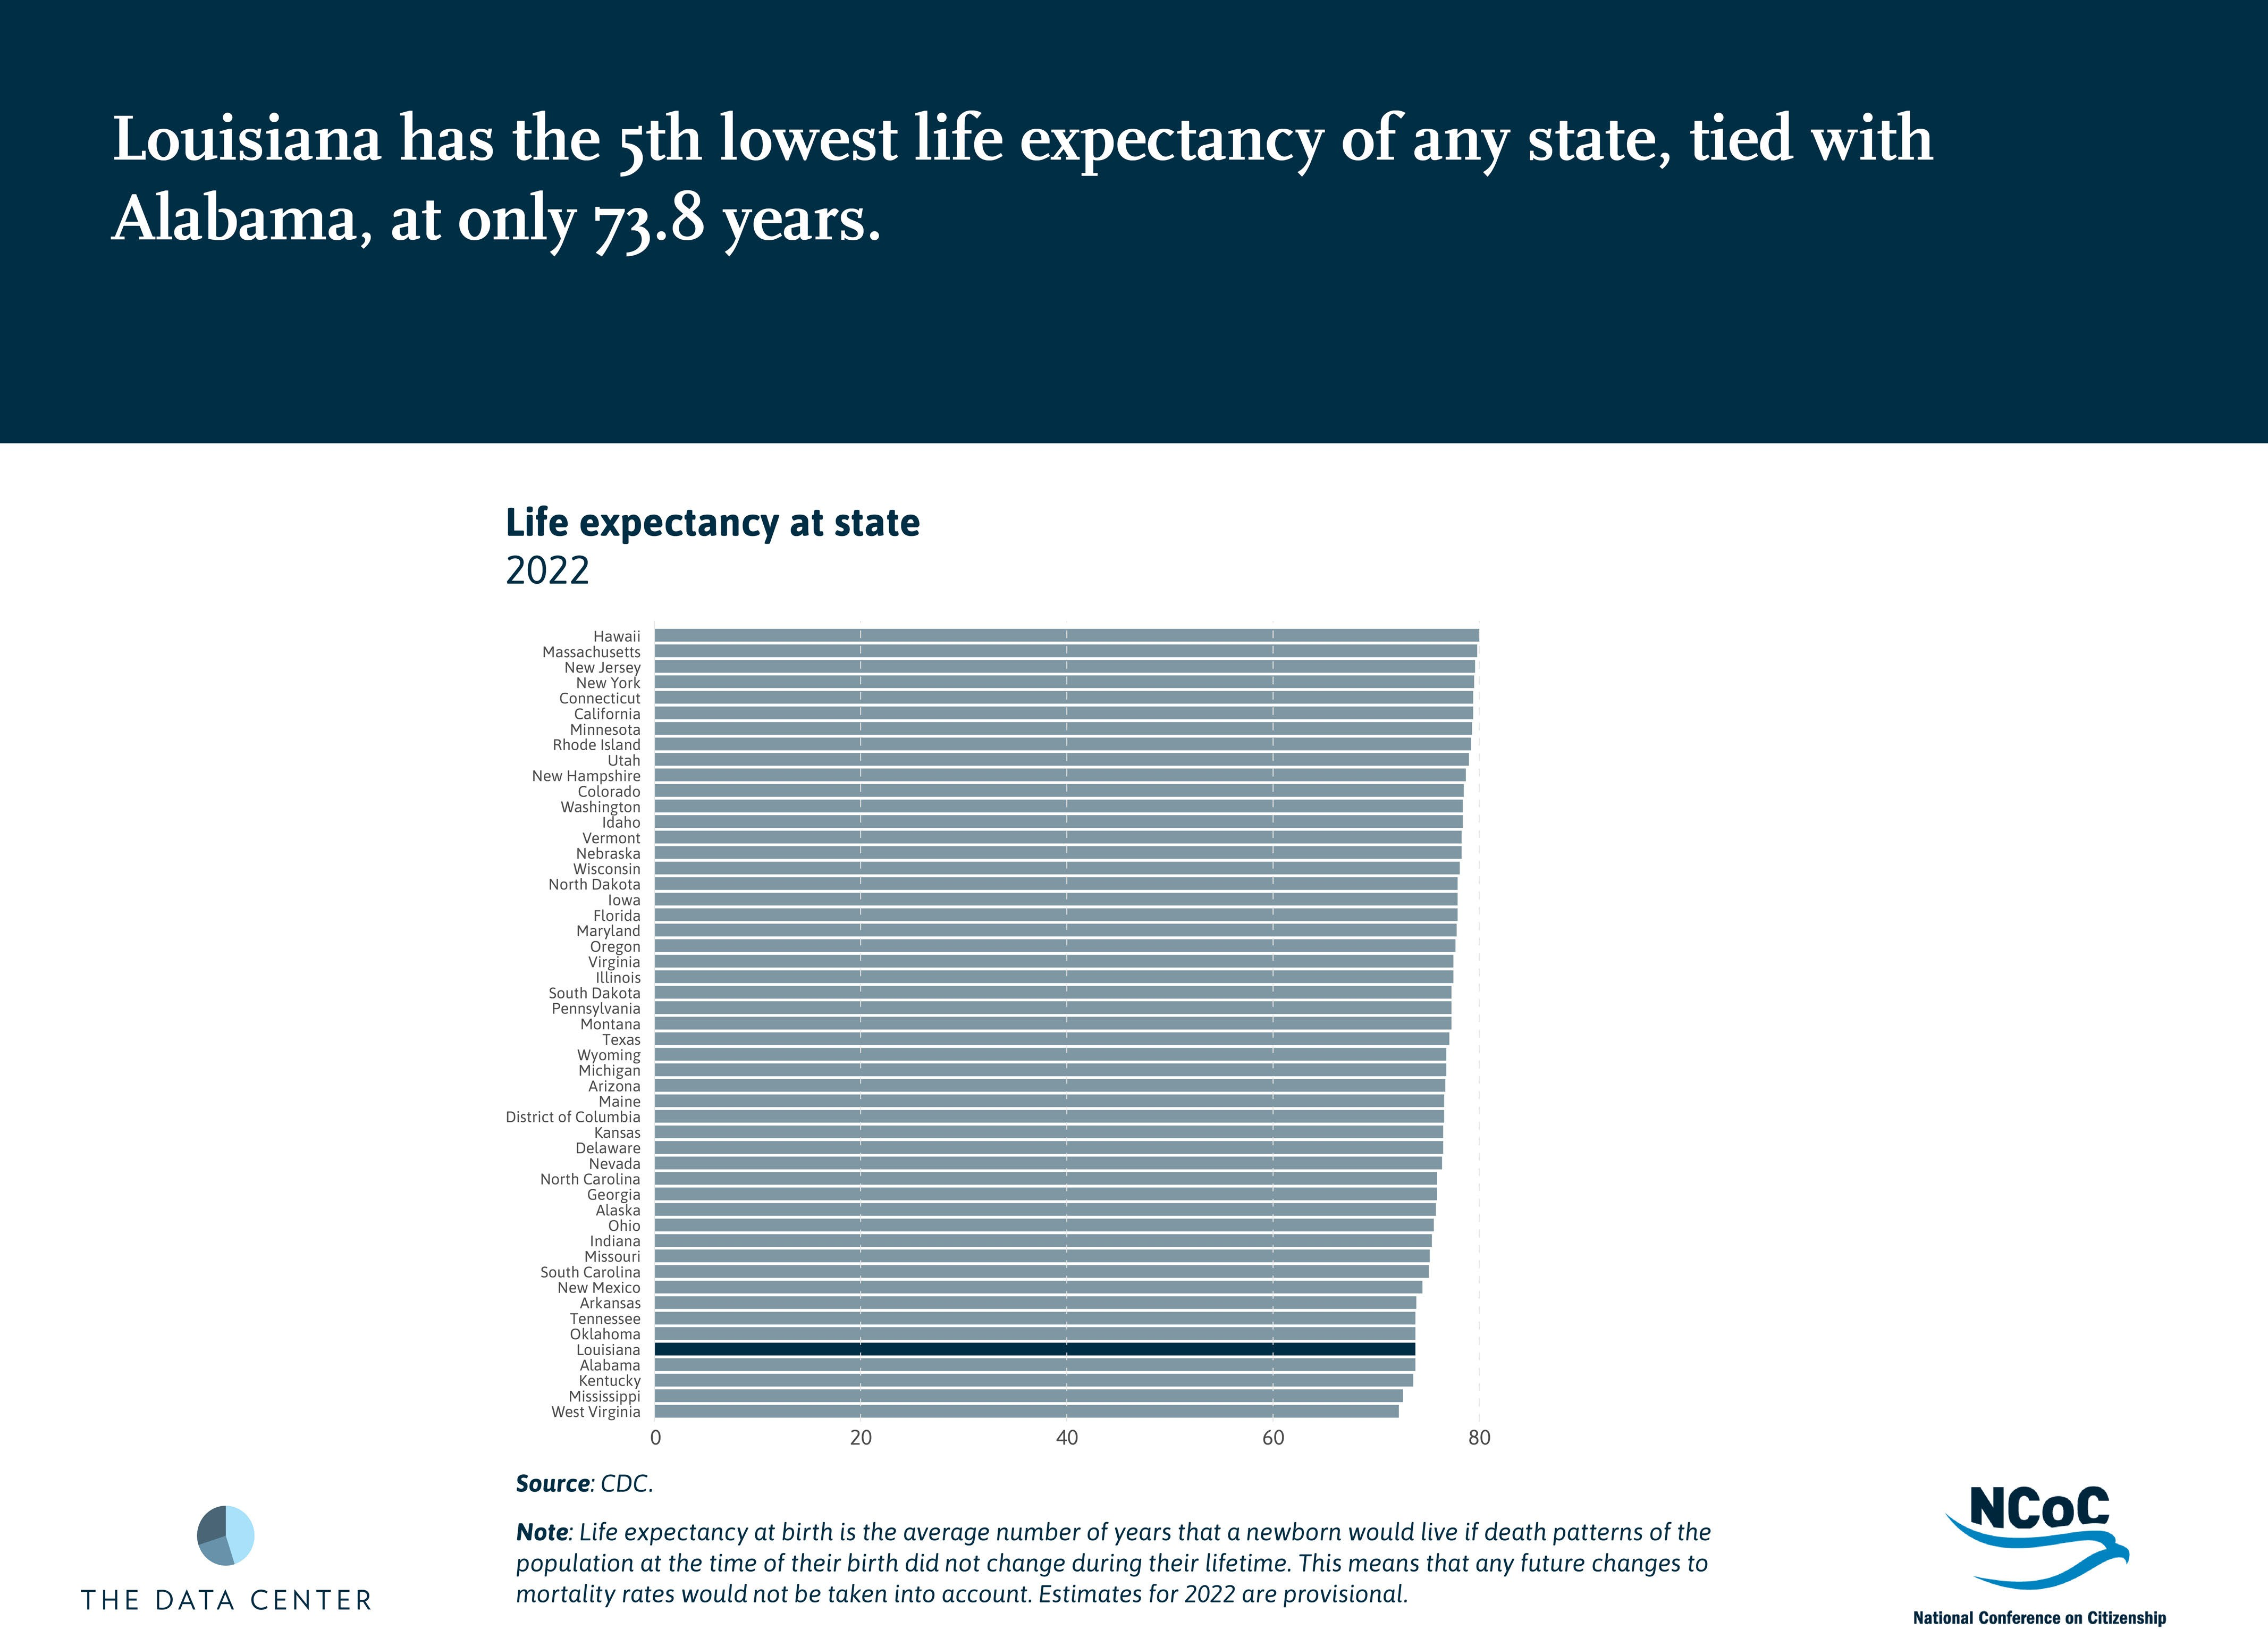 Louisiana has the 5th lowest life expectancy of any state, tied with
Alabama, at only 73.8 years.
Life expectancy at state
2022
Hawaii
Massachusetts
New Jersey
New York
Connecticut
California
Minnesota
Rhode Island
Utah
New Hampshire
Colorado
Washington
Idaho
Vermont
Nebraska
Wisconsin
North Dakota
Iowa
Florida
Maryland
Oregon
Virginia
Illinois
South Dakota
Pennsylvania
Montana
Texas
Wyoming
Michigan
Arizona
Maine
District of Columbia
Kansas
Delaware
Nevada
North Carolina
Georgia
Alaska
Ohio
Indiana
Missouri
South Carolina
New Mexico
Arkansas
Tennessee
Oklahoma
Louisiana
Alabama
Kentucky
Mississippi
West Virginia
0 20 40 60 80
Source: CDC.
Note: Life expectancy at birth is the average number of years that a newborn would live if death patterns of the
population at the time of their birth did not change during their lifetime. This means that any future changes to
mortality rates would not be taken into account. Estimates for 2022 are provisional.
THE DATA CENTER
NCoC
National Conference on Citizenship